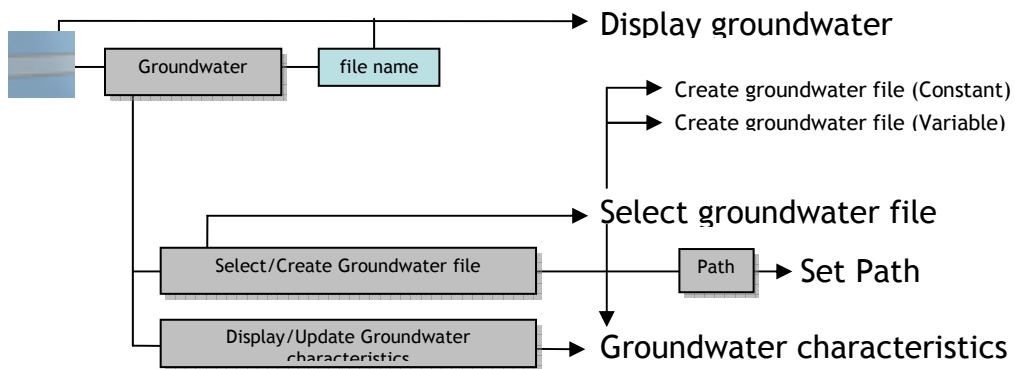 Display groundwater
Groundwater
file name
Create groundwater file (Constant)
Create groundwater file (Variable)
Select groundwater file
Select/Create Groundwater file
Path
Set Path
Display/Update Groundwater
characteristics
Groundwater characteristics